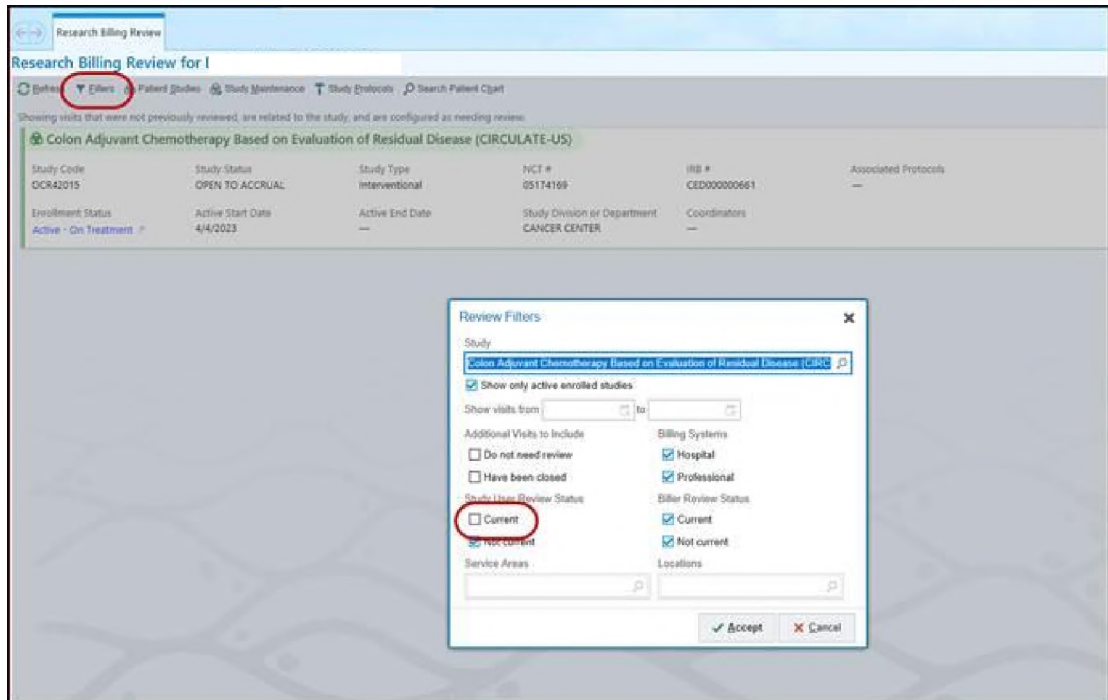 Research Billing Review
Research Billing Review for
Refresh Filters Patient Studies Study Maintenance Study Protocols Search Patient Chart
Showing visits that were not previously reviewed, are related to the study, and are configured as needing review.
Colon Adjuvant Chemotherapy Based on Evaluation of Residual Disease (CIRCULATE-US)
Study Code Study Status Study Type NCT # IRB # Associated Protocols
OCR42015 OPEN TO ACCRUAL Interventional 05174169 CED000000661 —
Enrollment Status Active Start Date Active End Date Study Division or Department Coordinators
Active - On Treatment 4/4/2023 — CANCER CENTER —
Review Filters
Study
Colon Adjuvant Chemotherapy Based on Evaluation of Residual Disease (CIRC
Show only active enrolled studies
Show visits from to
Additional Visits to Include Billing Systems
Do not need review Hospital
Have been closed Professional
Study User Review Status Biller Review Status
Current Current
Not current Not current
Service Areas Locations
Accept Cancel